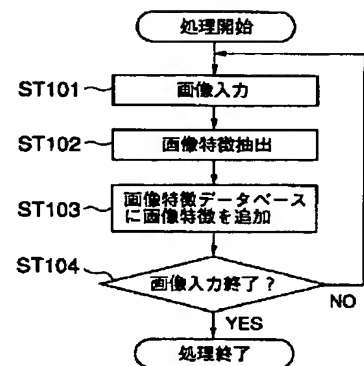 処理開始
ST101
画像入力
ST102
画像特徴抽出
ST103
画像特徴データベース
に画像特徴を追加
ST104
画像入力終了？
NO
YES
処理終了